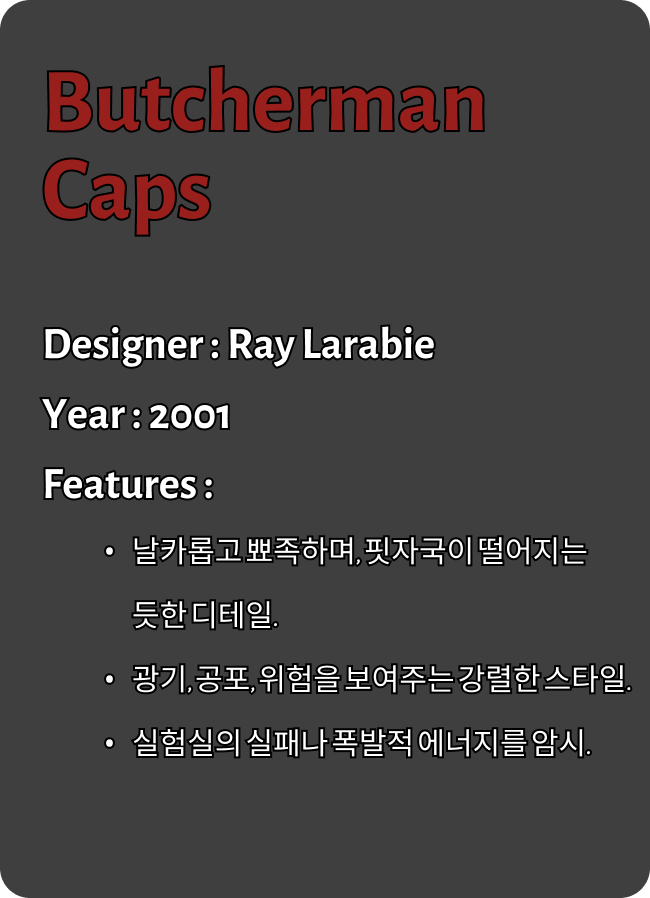 Butcherman
Caps
Designer : Ray Larabie
Year : 2001
Features :
• 날카롭고 뾰족하며, 핏자국이 떨어지는
듯한 디테일.
• 광기, 공포, 위험을 보여주는 강렬한 스타일.
• 실험실의 실패나 폭발적 에너지를 암시.